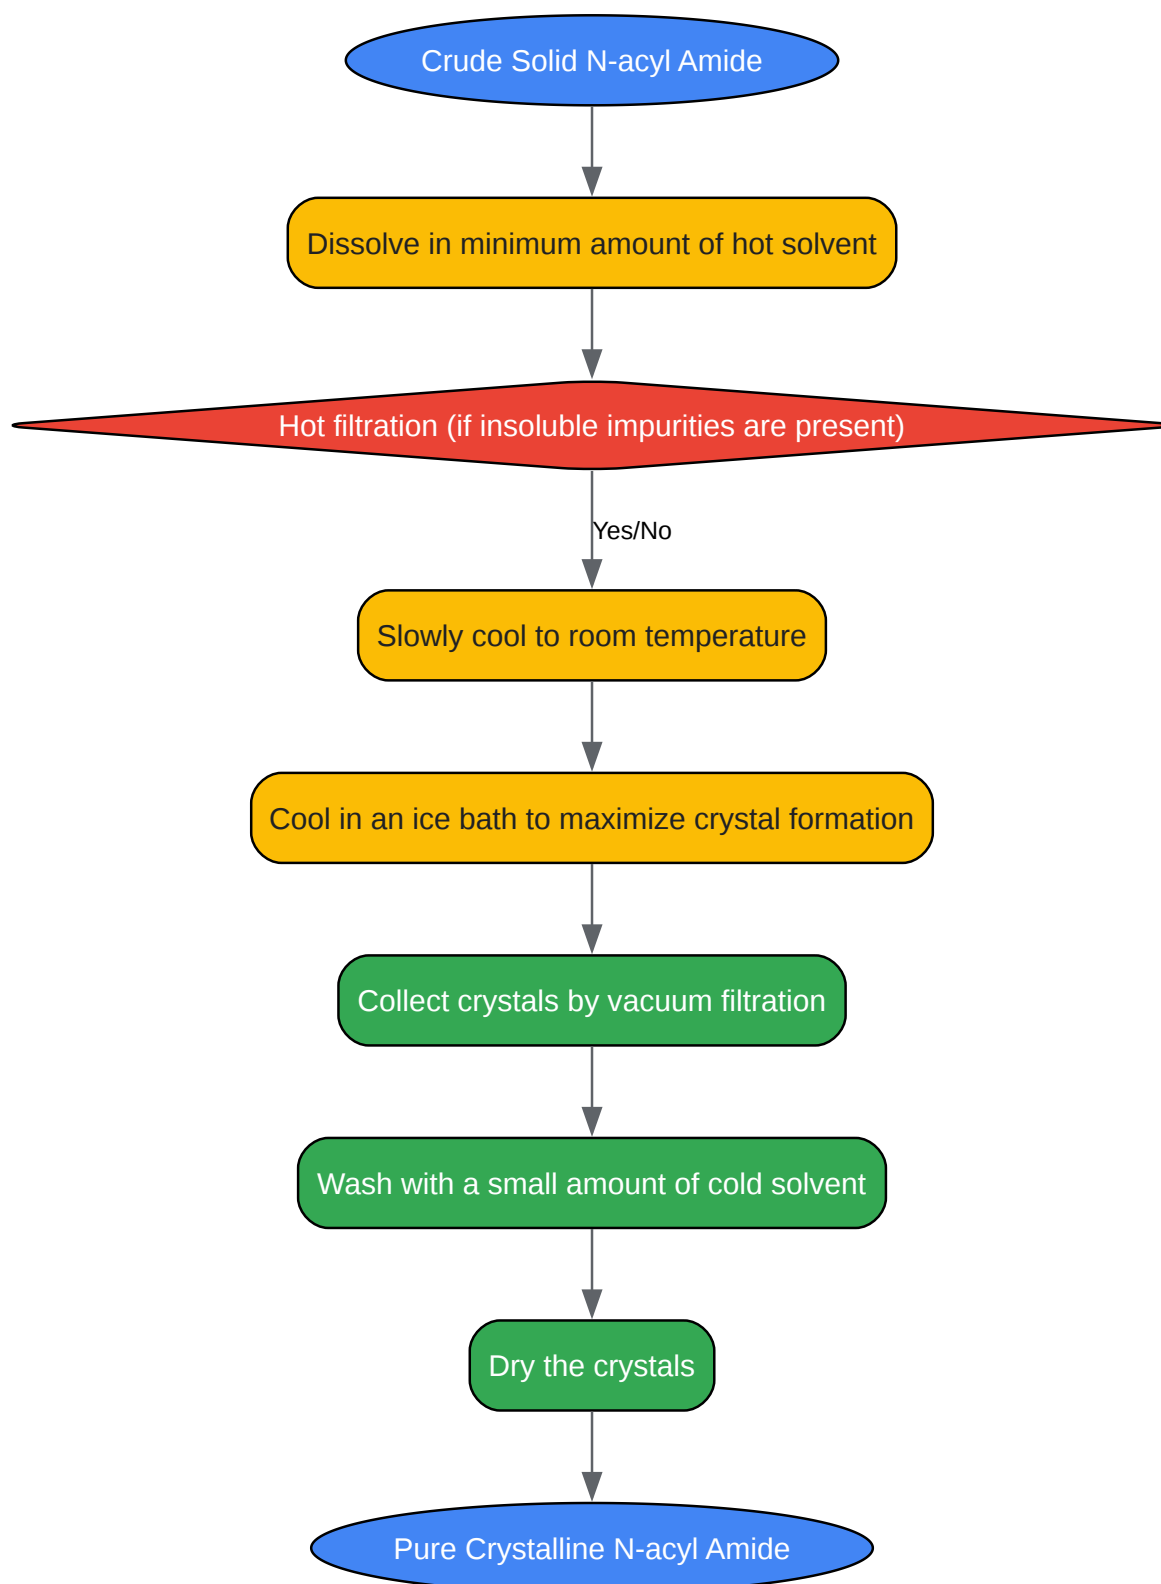 Crude Solid N-acyl Amide
Dissolve in minimum amount of hot solvent
Hot filtration (if insoluble impurities are present)
Yes/No
Slowly cool to room temperature
Cool in an ice bath to maximize crystal formation
Collect crystals by vacuum filtration
Wash with a small amount of cold solvent
Dry the crystals
Pure Crystalline N-acyl Amide